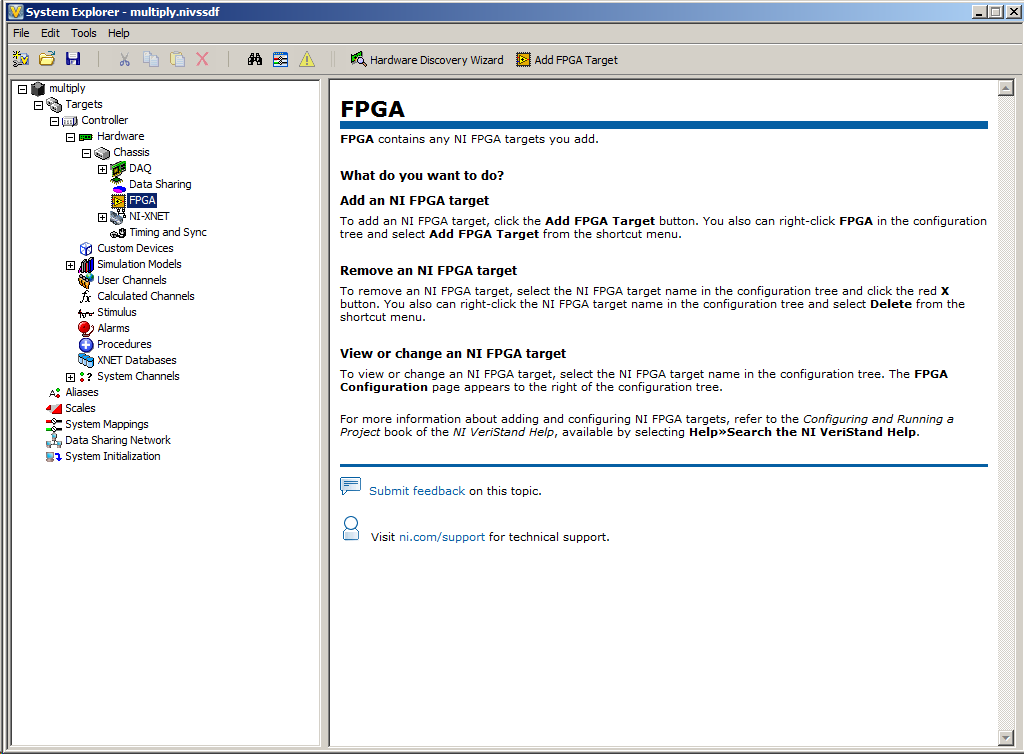 System Explorer - multiply.nivssdf
File Edit Tools Help
Hardware Discovery Wizard Add FPGA Target
multiply
Targets
Controller
Hardware
Chassis
DAQ
Data Sharing
FPGA
NI-XNET
Timing and Sync
Custom Devices
Simulation Models
User Channels
Calculated Channels
Stimulus
Alarms
Procedures
XNET Databases
System Channels
Aliases
Scales
System Mappings
Data Sharing Network
System Initialization
FPGA
FPGA contains any NI FPGA targets you add.
What do you want to do?
Add an NI FPGA target
To add an NI FPGA target, click the Add FPGA Target button. You also can right-click FPGA in the configuration
tree and select Add FPGA Target from the shortcut menu.
Remove an NI FPGA target
To remove an NI FPGA target, select the NI FPGA target name in the configuration tree and click the red X
button. You also can right-click the NI FPGA target name in the configuration tree and select Delete from the
shortcut menu.
View or change an NI FPGA target
To view or change an NI FPGA target, select the NI FPGA target name in the configuration tree. The FPGA
Configuration page appears to the right of the configuration tree.
For more information about adding and configuring NI FPGA targets, refer to the Configuring and Running a
Project book of the NI VeriStand Help, available by selecting Help»Search the NI VeriStand Help.
Submit feedback on this topic.
Visit ni.com/support for technical support.